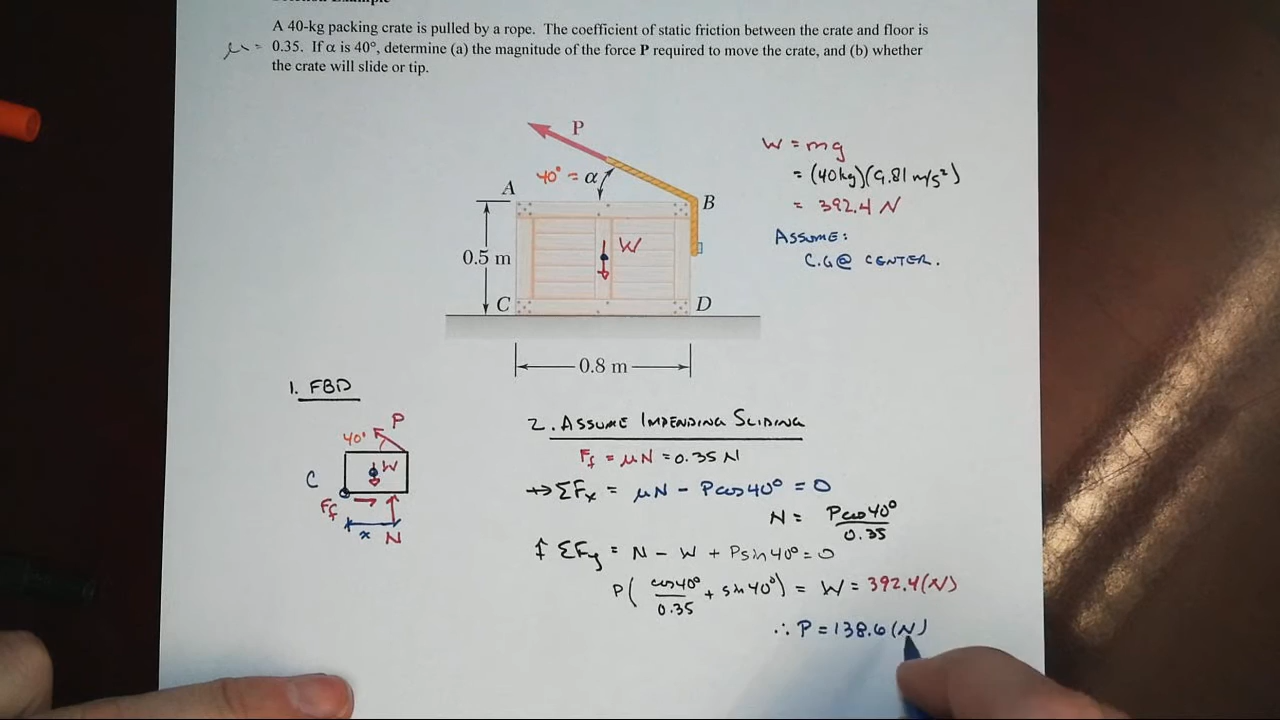 A 40-kg packing crate is pulled by a rope. The coefficient of static friction between the crate and floor is
μ = 0.35. If α is 40°, determine (a) the magnitude of the force P required to move the crate, and (b) whether
the crate will slide or tip.
P
40° = α
A
B
W
0.5 m
C
D
0.8 m
W = mg
= (40kg)(9.81 m/s²)
= 392.4 N
ASSUME:
C.G @ CENTER.
1. FBD
P
40°
W
C
Ff
x
N
2. ASSUME IMPENDING SLIDING
Ff = μN = 0.35 N
→ ΣFx = μN - Pcos40° = 0
N = Pcos40°
0.35
↑ ΣFy = N - W + Psin40° = 0
P( cos40° + sin40°) = W = 392.4(N)
0.35
∴ P = 138.6(N)